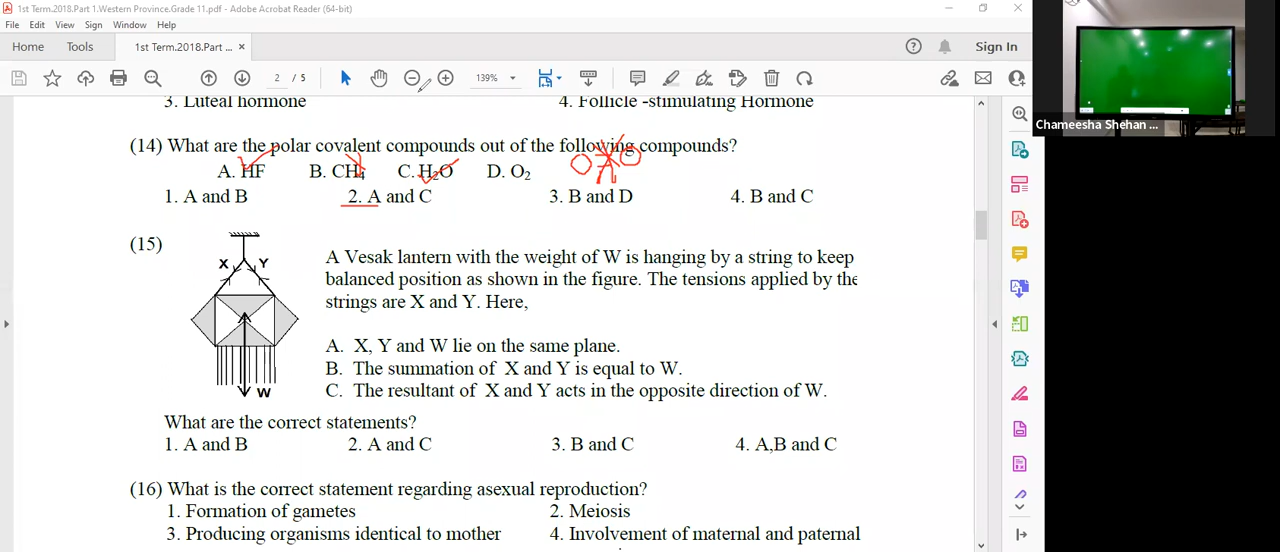 1st Term.2018.Part 1.Western Province.Grade 11.pdf - Adobe Acrobat Reader (64-bit)
File Edit View Sign Window Help
Home Tools 1st Term.2018.Part ... × Sign In
2 / 5 139%
3. Luteal hormone 4. Follicle -stimulating Hormone
(14) What are the polar covalent compounds out of the following compounds?
A. HF B. CH₄ C. H₂O D. O₂
1. A and B 2. A and C 3. B and D 4. B and C
(15)
X Y
A Vesak lantern with the weight of W is hanging by a string to keep
balanced position as shown in the figure. The tensions applied by the
strings are X and Y. Here,
A. X, Y and W lie on the same plane.
B. The summation of X and Y is equal to W.
C. The resultant of X and Y acts in the opposite direction of W.
W
What are the correct statements?
1. A and B 2. A and C 3. B and C 4. A,B and C
(16) What is the correct statement regarding asexual reproduction?
1. Formation of gametes 2. Meiosis
3. Producing organisms identical to mother 4. Involvement of maternal and paternal
Chameesha Shehan ...